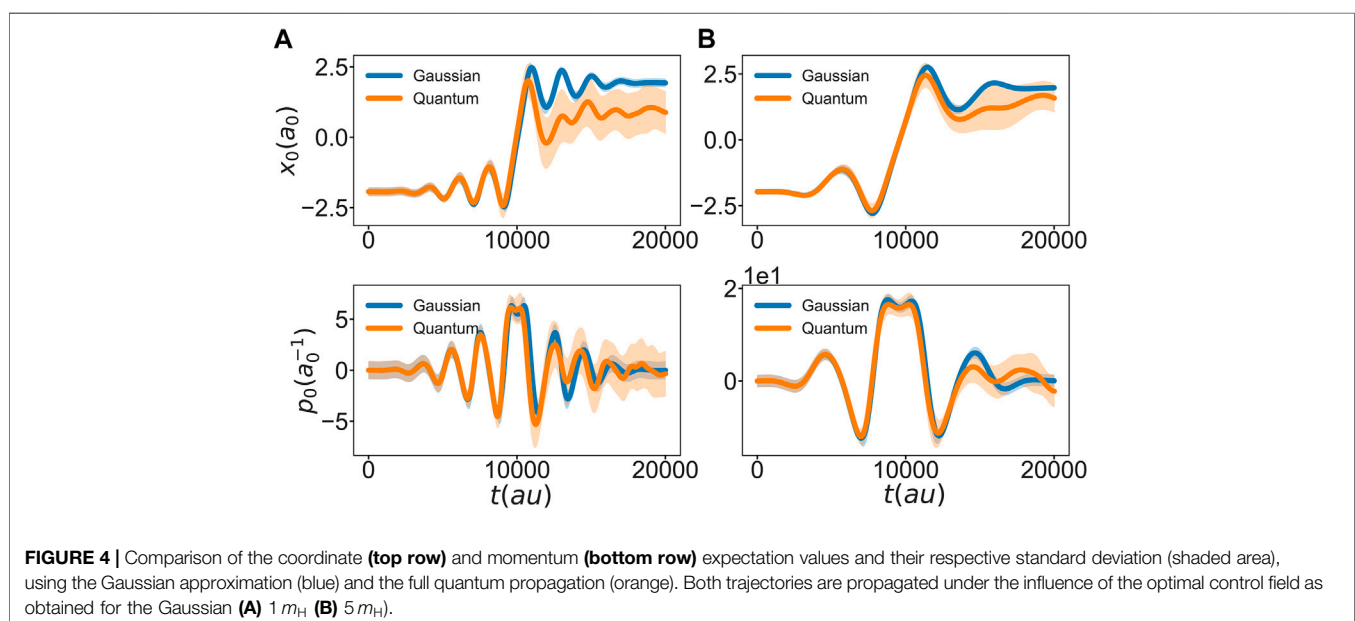 A
B
x₀(a₀)
2.5
0.0
−2.5
Gaussian
Quantum
0
10000
20000
2.5
0.0
−2.5
Gaussian
Quantum
0
10000
20000
p₀(a₀⁻¹)
5
0
−5
Gaussian
Quantum
0
10000
20000
t(au)
1e1
2
0
Gaussian
Quantum
0
10000
20000
t(au)
FIGURE 4 | Comparison of the coordinate (top row) and momentum (bottom row) expectation values and their respective standard deviation (shaded area),
using the Gaussian approximation (blue) and the full quantum propagation (orange). Both trajectories are propagated under the influence of the optimal control field as
obtained for the Gaussian (A) 1 m_H (B) 5 m_H).